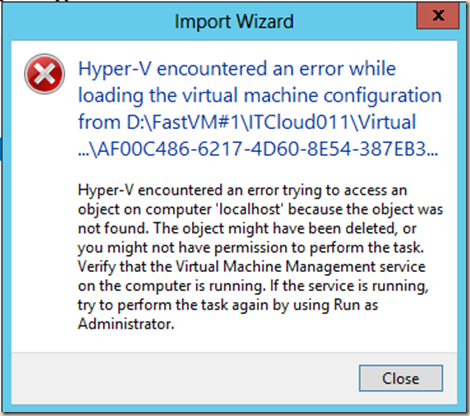 Import Wizard
x
Hyper-V encountered an error while
loading the virtual machine configuration
from D:\FastVM#1\ITCloud011\Virtual
...\AF00C486-6217-4D60-8E54-387EB3...
Hyper-V encountered an error trying to access an
object on computer 'localhost' because the object was
not found. The object might have been deleted, or
you might not have permission to perform the task.
Verify that the Virtual Machine Management service
on the computer is running. If the service is running,
try to perform the task again by using Run as
Administrator.
Close